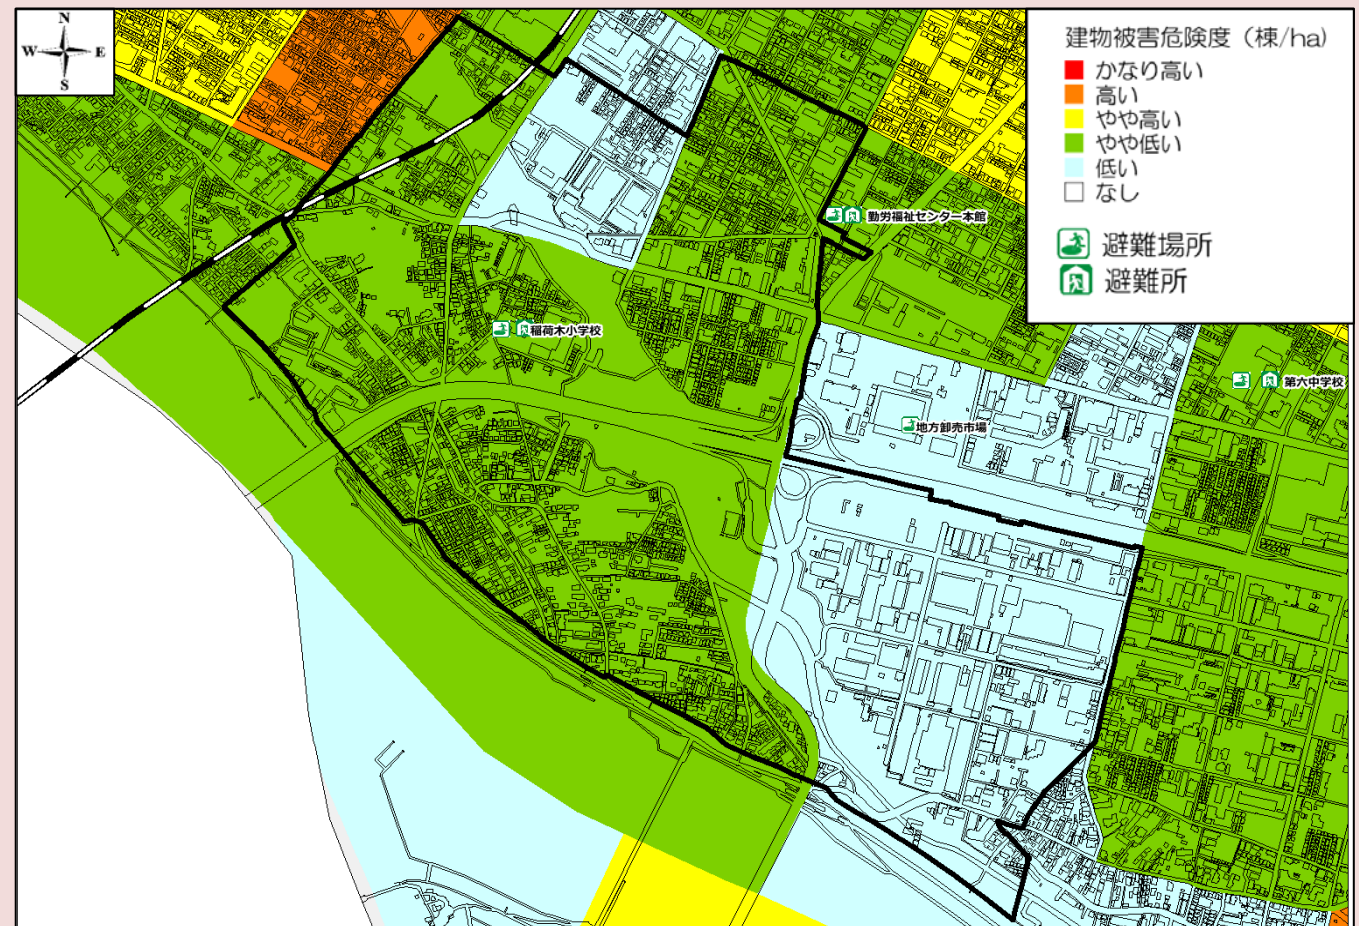 N
W E
S
建物被害危険度（棟/ha）
かなり高い
高い
やや高い
やや低い
低い
なし
避難場所
避難所
勤労福祉センター本館
稲荷木小学校
第六中学校
地方卸売市場